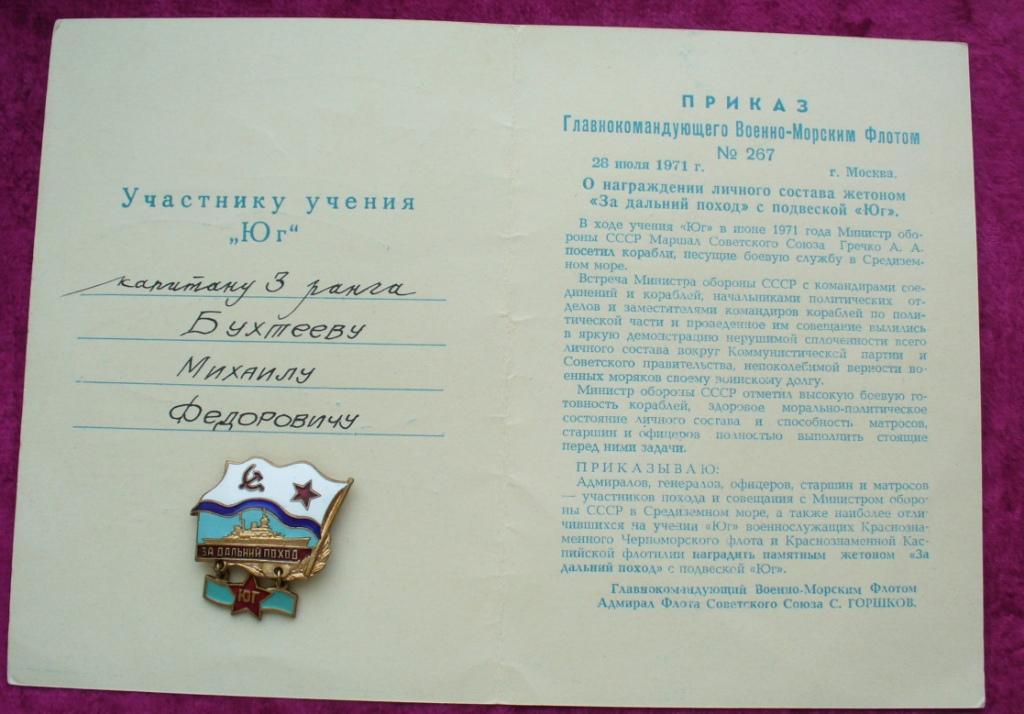 Участнику учения
„Юг“
капитану 3 ранга
Бухтееву
Михаилу
Федоровичу
ЗА ДАЛЬНИЙ ПОХОД
ЮГ
ПРИКАЗ
Главнокомандующего Военно-Морским Флотом
№ 267
28 июля 1971 г. г. Москва.
О награждении личного состава жетоном
«За дальний поход» с подвеской «Юг».
В ходе учения «Юг» в июне 1971 года Министр обо-
роны СССР Маршал Советского Союза Гречко А. А.
посетил корабли, несущие боевую службу в Средизем-
ном море.
Встреча Министра обороны СССР с командирами сое-
динений и кораблей, начальниками политических от-
делов и заместителями командиров кораблей по поли-
тической части и проведенное им совещание вылились
в яркую демонстрацию нерушимой сплоченности всего
личного состава вокруг Коммунистической партии и
Советского правительства, непоколебимой верности во-
енных моряков своему воинскому долгу.
Министр обороны СССР отметил высокую боевую го-
товность кораблей, здоровое морально-политическое
состояние личного состава и способность матросов,
старшин и офицеров полностью выполнить стоящие
перед ними задачи.
ПРИКАЗЫВАЮ:
Адмиралов, генералов, офицеров, старшин и матросов
— участников похода и совещания с Министром оборо-
ны СССР в Средиземном море, а также наиболее отли-
чившихся на учении «Юг» военнослужащих Краснозна-
менного Черноморского флота и Краснознаменной Кас-
пийской флотилии наградить памятным жетоном «За
дальний поход» с подвеской «Юг».
Главнокомандующий Военно-Морским Флотом
Адмирал Флота Советского Союза С. ГОРШКОВ.